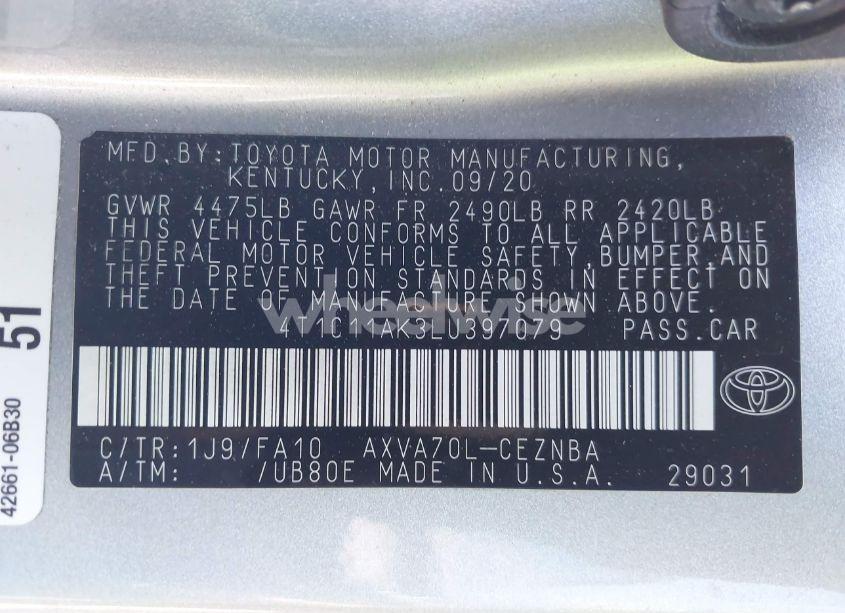 MFD. BY: TOYOTA MOTOR MANUFACTURING,
KENTUCKY, INC. 09/20
GVWR 4475LB GAWR FR 2490LB RR 2420LB
THIS VEHICLE CONFORMS TO ALL APPLICABLE
FEDERAL MOTOR VEHICLE SAFETY, BUMPER, AND
THEFT PREVENTION STANDARDS IN EFFECT ON
THE DATE OF MANUFACTURE SHOWN ABOVE.
PASS. CAR
C/TR: 1J9/FA10 AXVA70L-CEZNBA
A/TM: /UB80E MADE IN U.S.A. 29031
42661-06B30
51
wheelwise